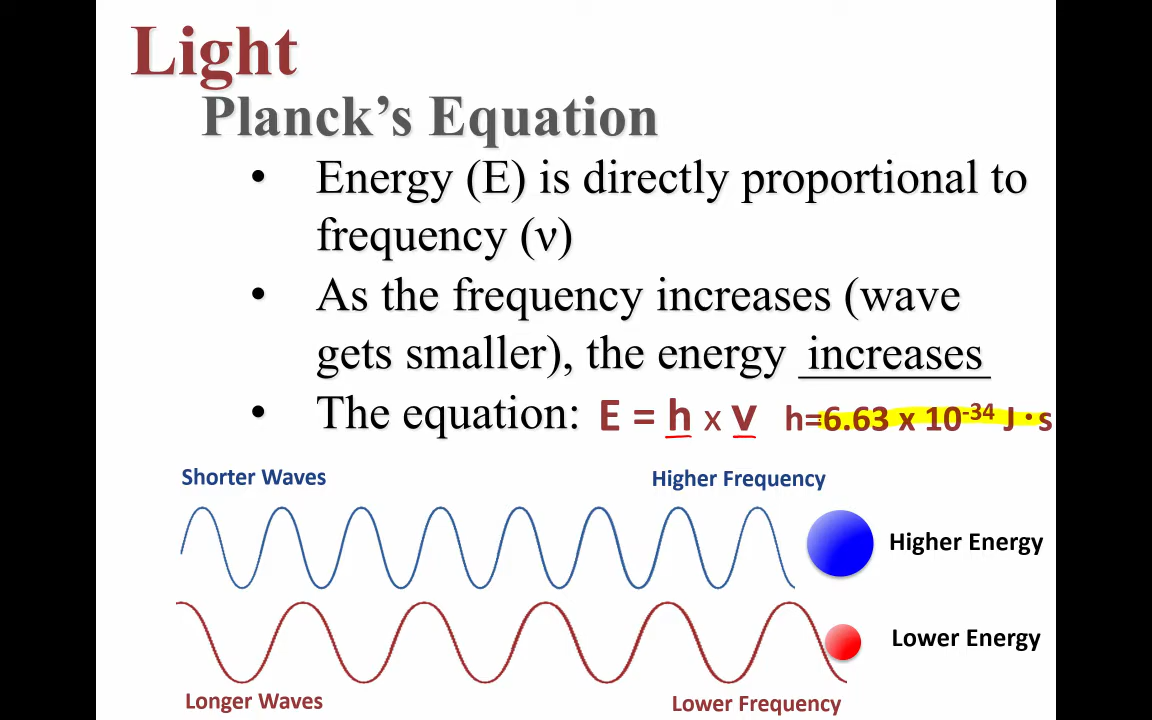 Light
Planck's Equation
• Energy (E) is directly proportional to
frequency (ν)
• As the frequency increases (wave
gets smaller), the energy increases
• The equation: E = h x v h=6.63 x 10⁻³⁴ J·s
Shorter Waves Higher Frequency
Higher Energy
Lower Energy
Longer Waves Lower Frequency